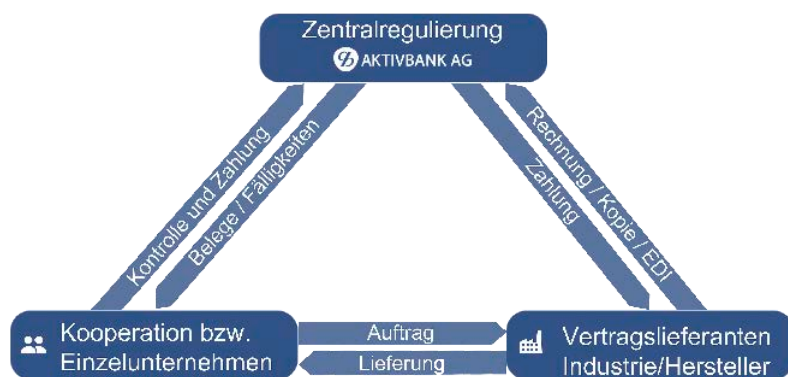 Zentralregulierung
AKTIVBANK AG
Kontrolle und Zahlung
Belege / Fälligkeiten
Zahlung
Rechnung / Kopie / EDI
Kooperation bzw.
Einzelunternehmen
Auftrag
Lieferung
Vertragslieferanten
Industrie/Hersteller